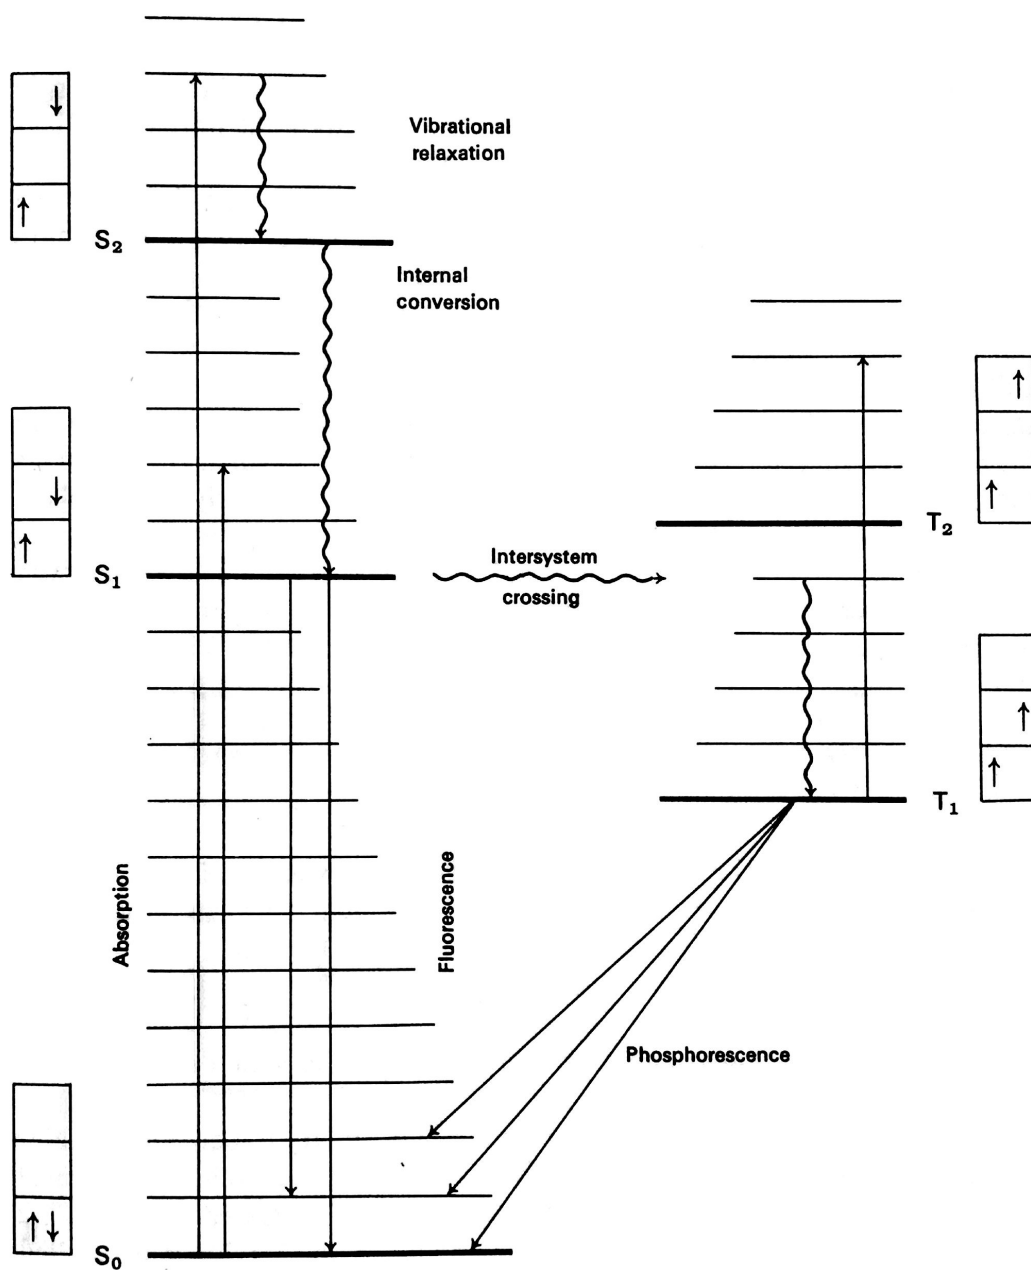 Vibrational
relaxation
S₂
Internal
conversion
T₂
S₁
Intersystem
crossing
T₁
Absorption
Fluorescence
Phosphorescence
S₀